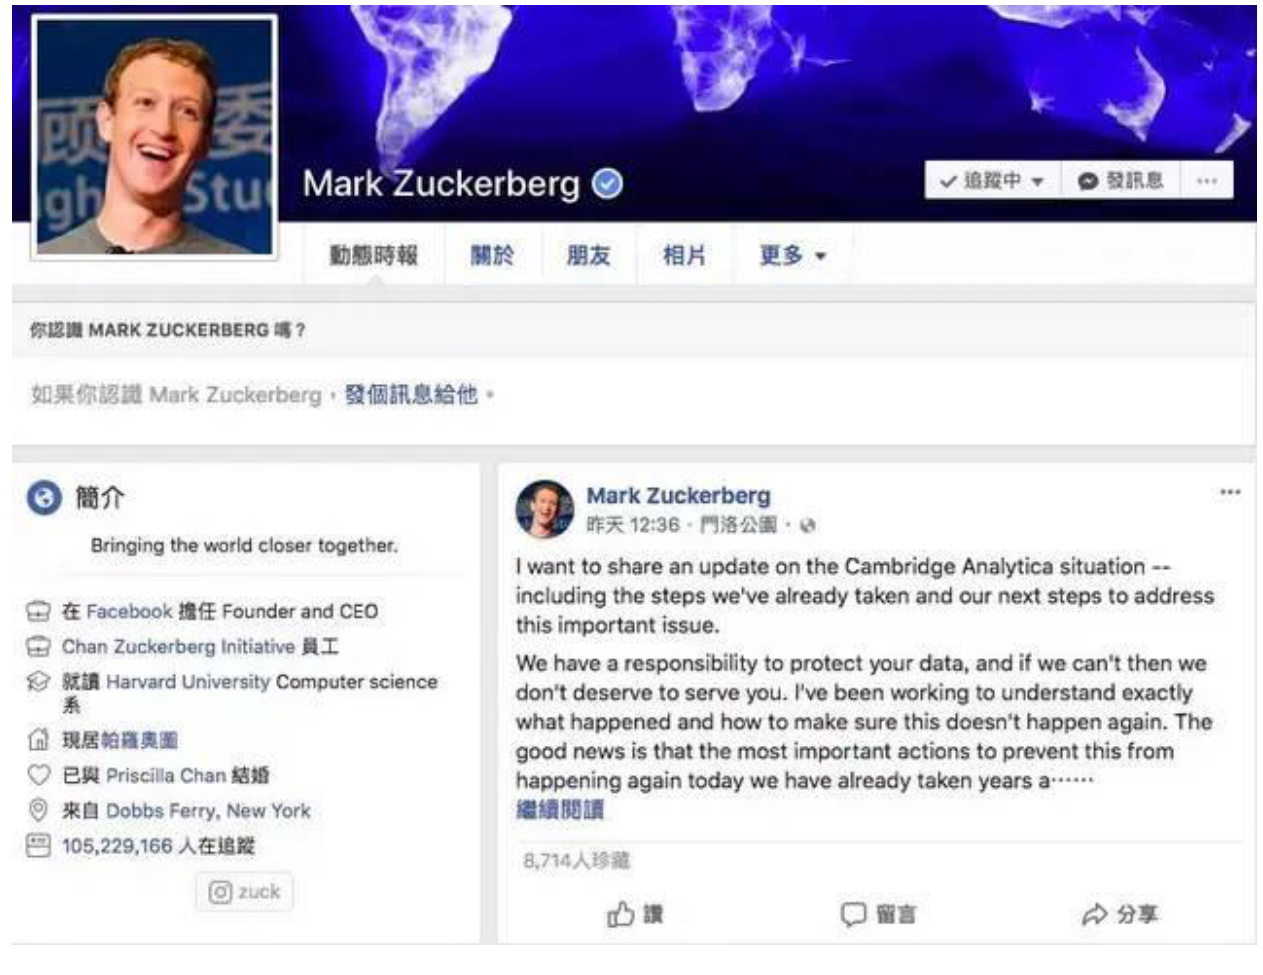 顾 委
igh Stu
Mark Zuckerberg
追蹤中
發訊息
動態時報
關於
朋友
相片
更多
你認識 MARK ZUCKERBERG 嗎？
如果你認識 Mark Zuckerberg，發個訊息給他。
簡介
Bringing the world closer together.
在 Facebook 擔任 Founder and CEO
Chan Zuckerberg Initiative 員工
就讀 Harvard University Computer science
系
現居帕羅奧圖
已與 Priscilla Chan 結婚
來自 Dobbs Ferry, New York
105,229,166 人在追蹤
zuck
Mark Zuckerberg
昨天 12:36 · 門洛公園 ·
I want to share an update on the Cambridge Analytica situation --
including the steps we've already taken and our next steps to address
this important issue.
We have a responsibility to protect your data, and if we can't then we
don't deserve to serve you. I've been working to understand exactly
what happened and how to make sure this doesn't happen again. The
good news is that the most important actions to prevent this from
happening again today we have already taken years a⋯⋯
繼續閱讀
8,714人珍藏
讚
留言
分享